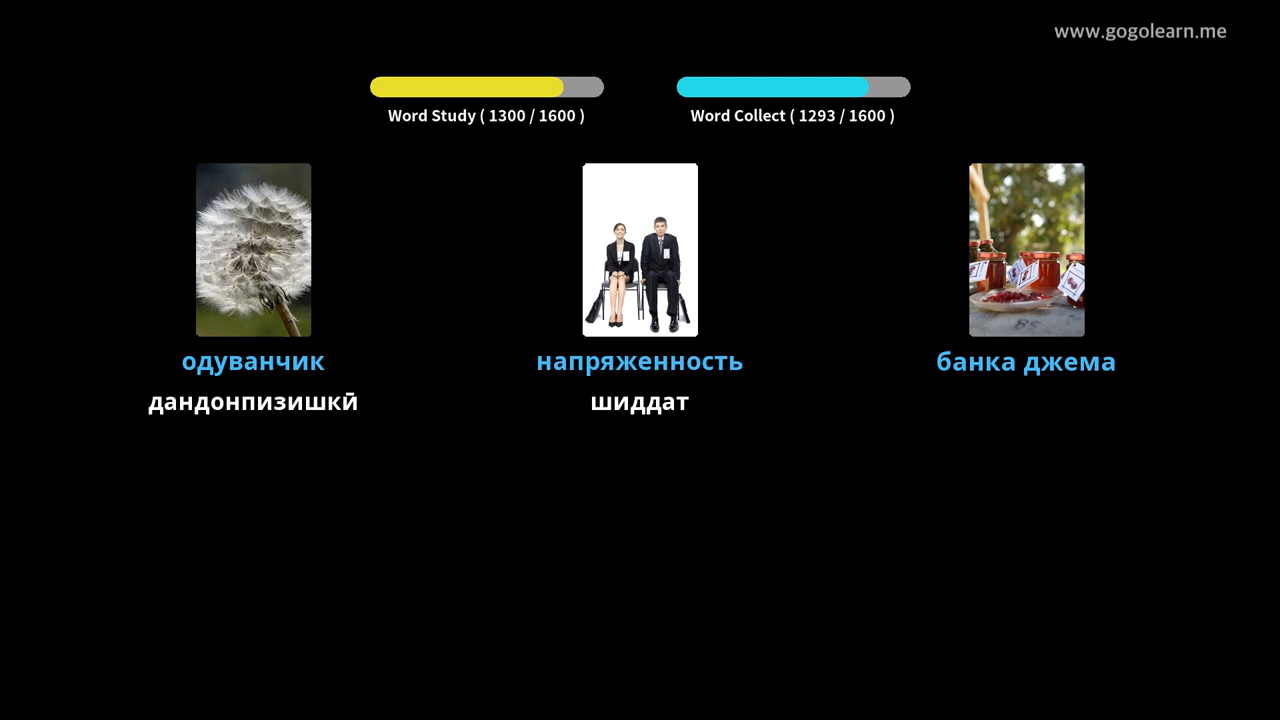 www.gogolearn.me
Word Study ( 1300 / 1600 )
Word Collect ( 1293 / 1600 )
одуванчик
напряженность
банка джема
дандонпизишкӣ
шиддат